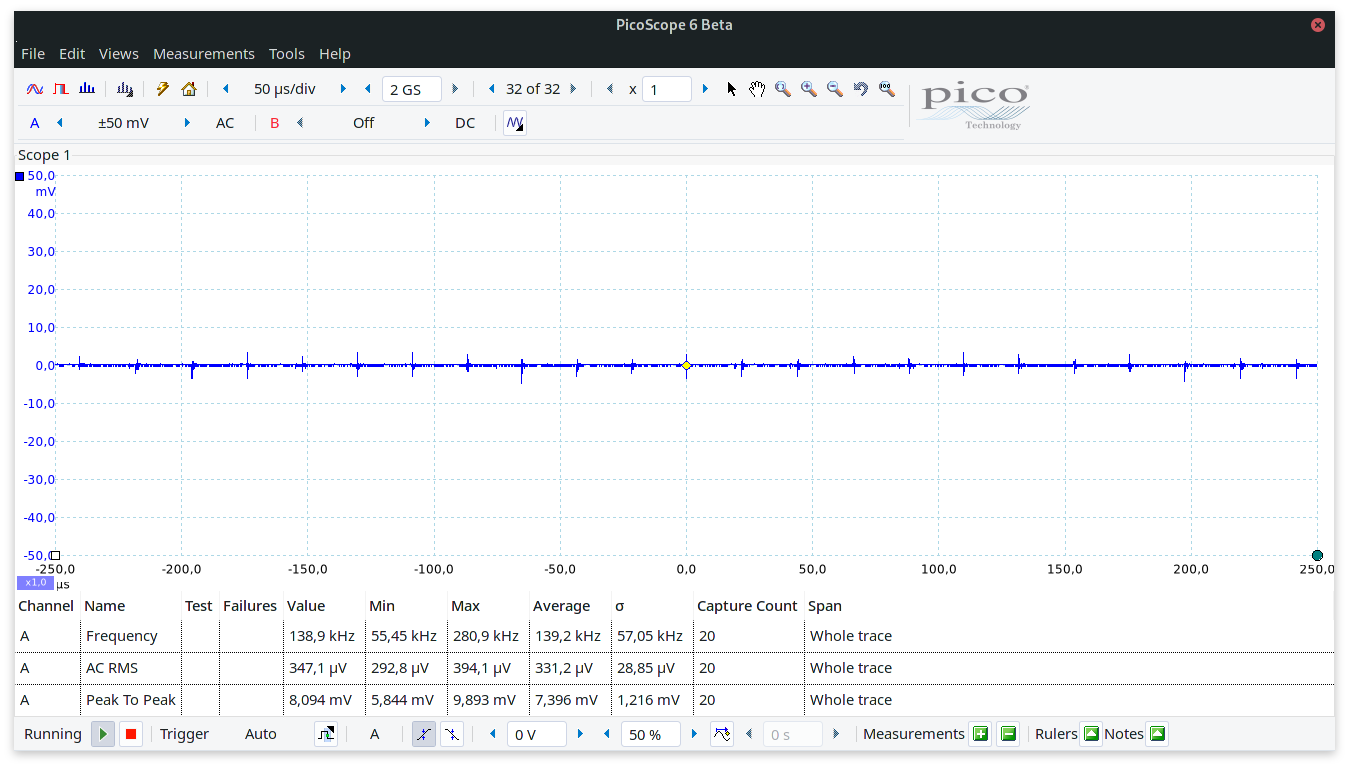 PicoScope 6 Beta
File Edit Views Measurements Tools Help
50 µs/div 2 GS 32 of 32 x 1
pico
Technology
A ±50 mV AC B Off DC
Scope 1
50,0
mV
40,0
30,0
20,0
10,0
0,0
-10,0
-20,0
-30,0
-40,0
-50,0
-250,0 -200,0 -150,0 -100,0 -50,0 0,0 50,0 100,0 150,0 200,0 250,0
x1,0 µs
Channel Name Test Failures Value Min Max Average σ Capture Count Span
A Frequency 138,9 kHz 55,45 kHz 280,9 kHz 139,2 kHz 57,05 kHz 20 Whole trace
A AC RMS 347,1 µV 292,8 µV 394,1 µV 331,2 µV 28,85 µV 20 Whole trace
A Peak To Peak 8,094 mV 5,844 mV 9,893 mV 7,396 mV 1,216 mV 20 Whole trace
Running Trigger Auto A 0 V 50 % 0 s Measurements Rulers Notes